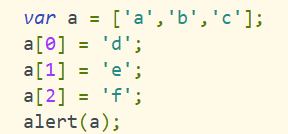 var a = ['a','b','c'];
a[0] = 'd';
a[1] = 'e';
a[2] = 'f';
alert(a);